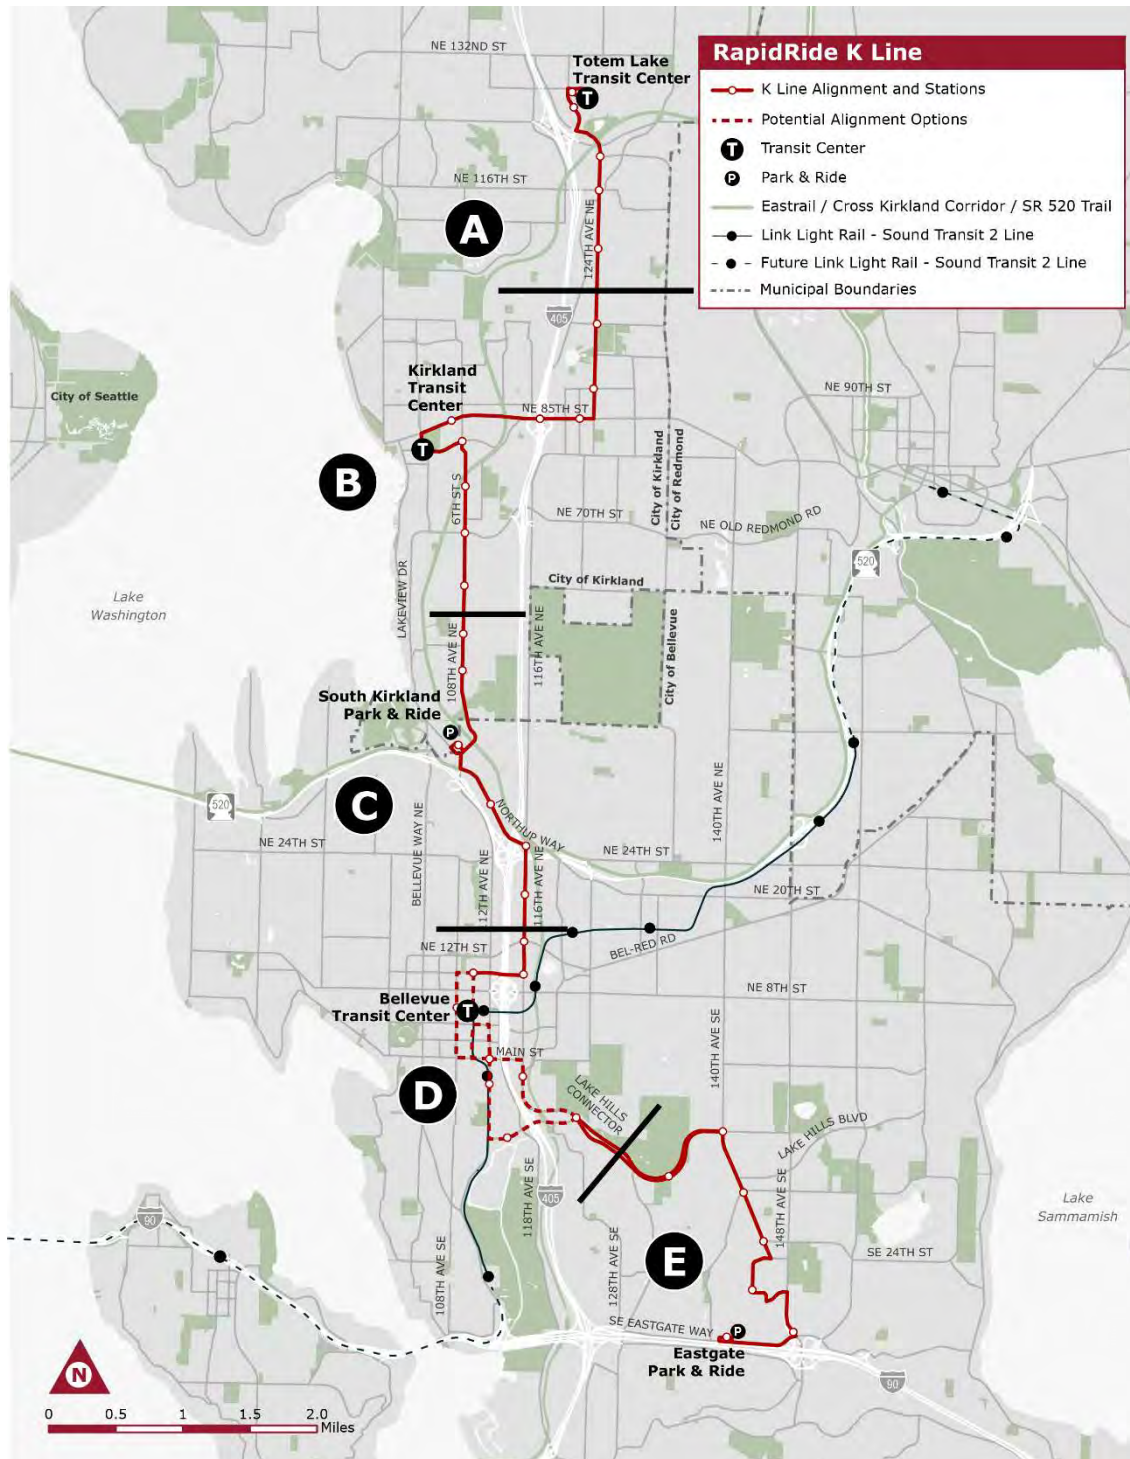 NE 132ND ST
Totem Lake
Transit Center
T
RapidRide K Line
K Line Alignment and Stations
Potential Alignment Options
T Transit Center
P Park & Ride
Eastrail / Cross Kirkland Corridor / SR 520 Trail
Link Light Rail - Sound Transit 2 Line
Future Link Light Rail - Sound Transit 2 Line
Municipal Boundaries
NE 116TH ST
A
124TH AVE NE
405
Kirkland
Transit
Center
T
NE 85TH ST
NE 90TH ST
City of Seattle
City of Kirkland
City of Redmond
B
6TH ST S
NE 70TH ST
NE OLD REDMOND RD
520
City of Kirkland
Lake
Washington
LAKEVIEW DR
108TH AVE NE
116TH AVE NE
City of Bellevue
South Kirkland
Park & Ride
P
520
C
NORTHUP WAY
140TH AVE NE
NE 24TH ST
NE 24TH ST
BELLEVUE WAY NE
12TH AVE NE
116TH AVE NE
NE 20TH ST
NE 12TH ST
BEL-RED RD
NE 8TH ST
Bellevue
Transit Center
T
MAIN ST
140TH AVE SE
D
LAKE HILLS
CONNECTOR
LAKE HILLS BLVD
118TH AVE SE
405
148TH AVE SE
Lake
Sammamish
90
108TH AVE SE
128TH AVE SE
E
SE 24TH ST
SE EASTGATE WAY
P
Eastgate
Park & Ride
90
N
0 0.5 1 1.5 2.0
Miles